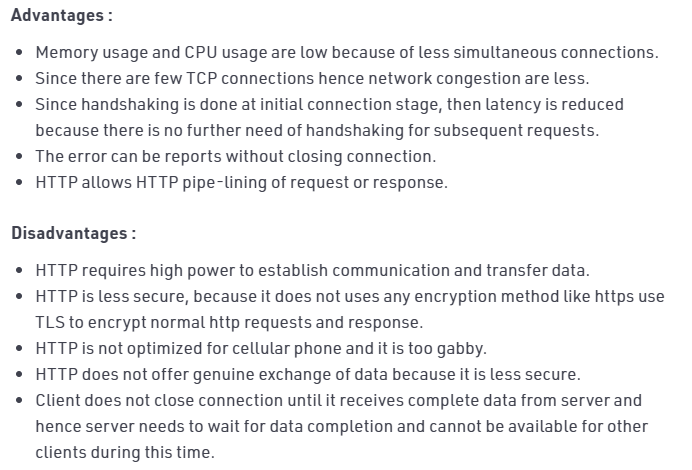 Advantages :
• Memory usage and CPU usage are low because of less simultaneous connections.
• Since there are few TCP connections hence network congestion are less.
• Since handshaking is done at initial connection stage, then latency is reduced
because there is no further need of handshaking for subsequent requests.
• The error can be reports without closing connection.
• HTTP allows HTTP pipe-lining of request or response.
Disadvantages :
• HTTP requires high power to establish communication and transfer data.
• HTTP is less secure, because it does not uses any encryption method like https use
TLS to encrypt normal http requests and response.
• HTTP is not optimized for cellular phone and it is too gabby.
• HTTP does not offer genuine exchange of data because it is less secure.
• Client does not close connection until it receives complete data from server and
hence server needs to wait for data completion and cannot be available for other
clients during this time.